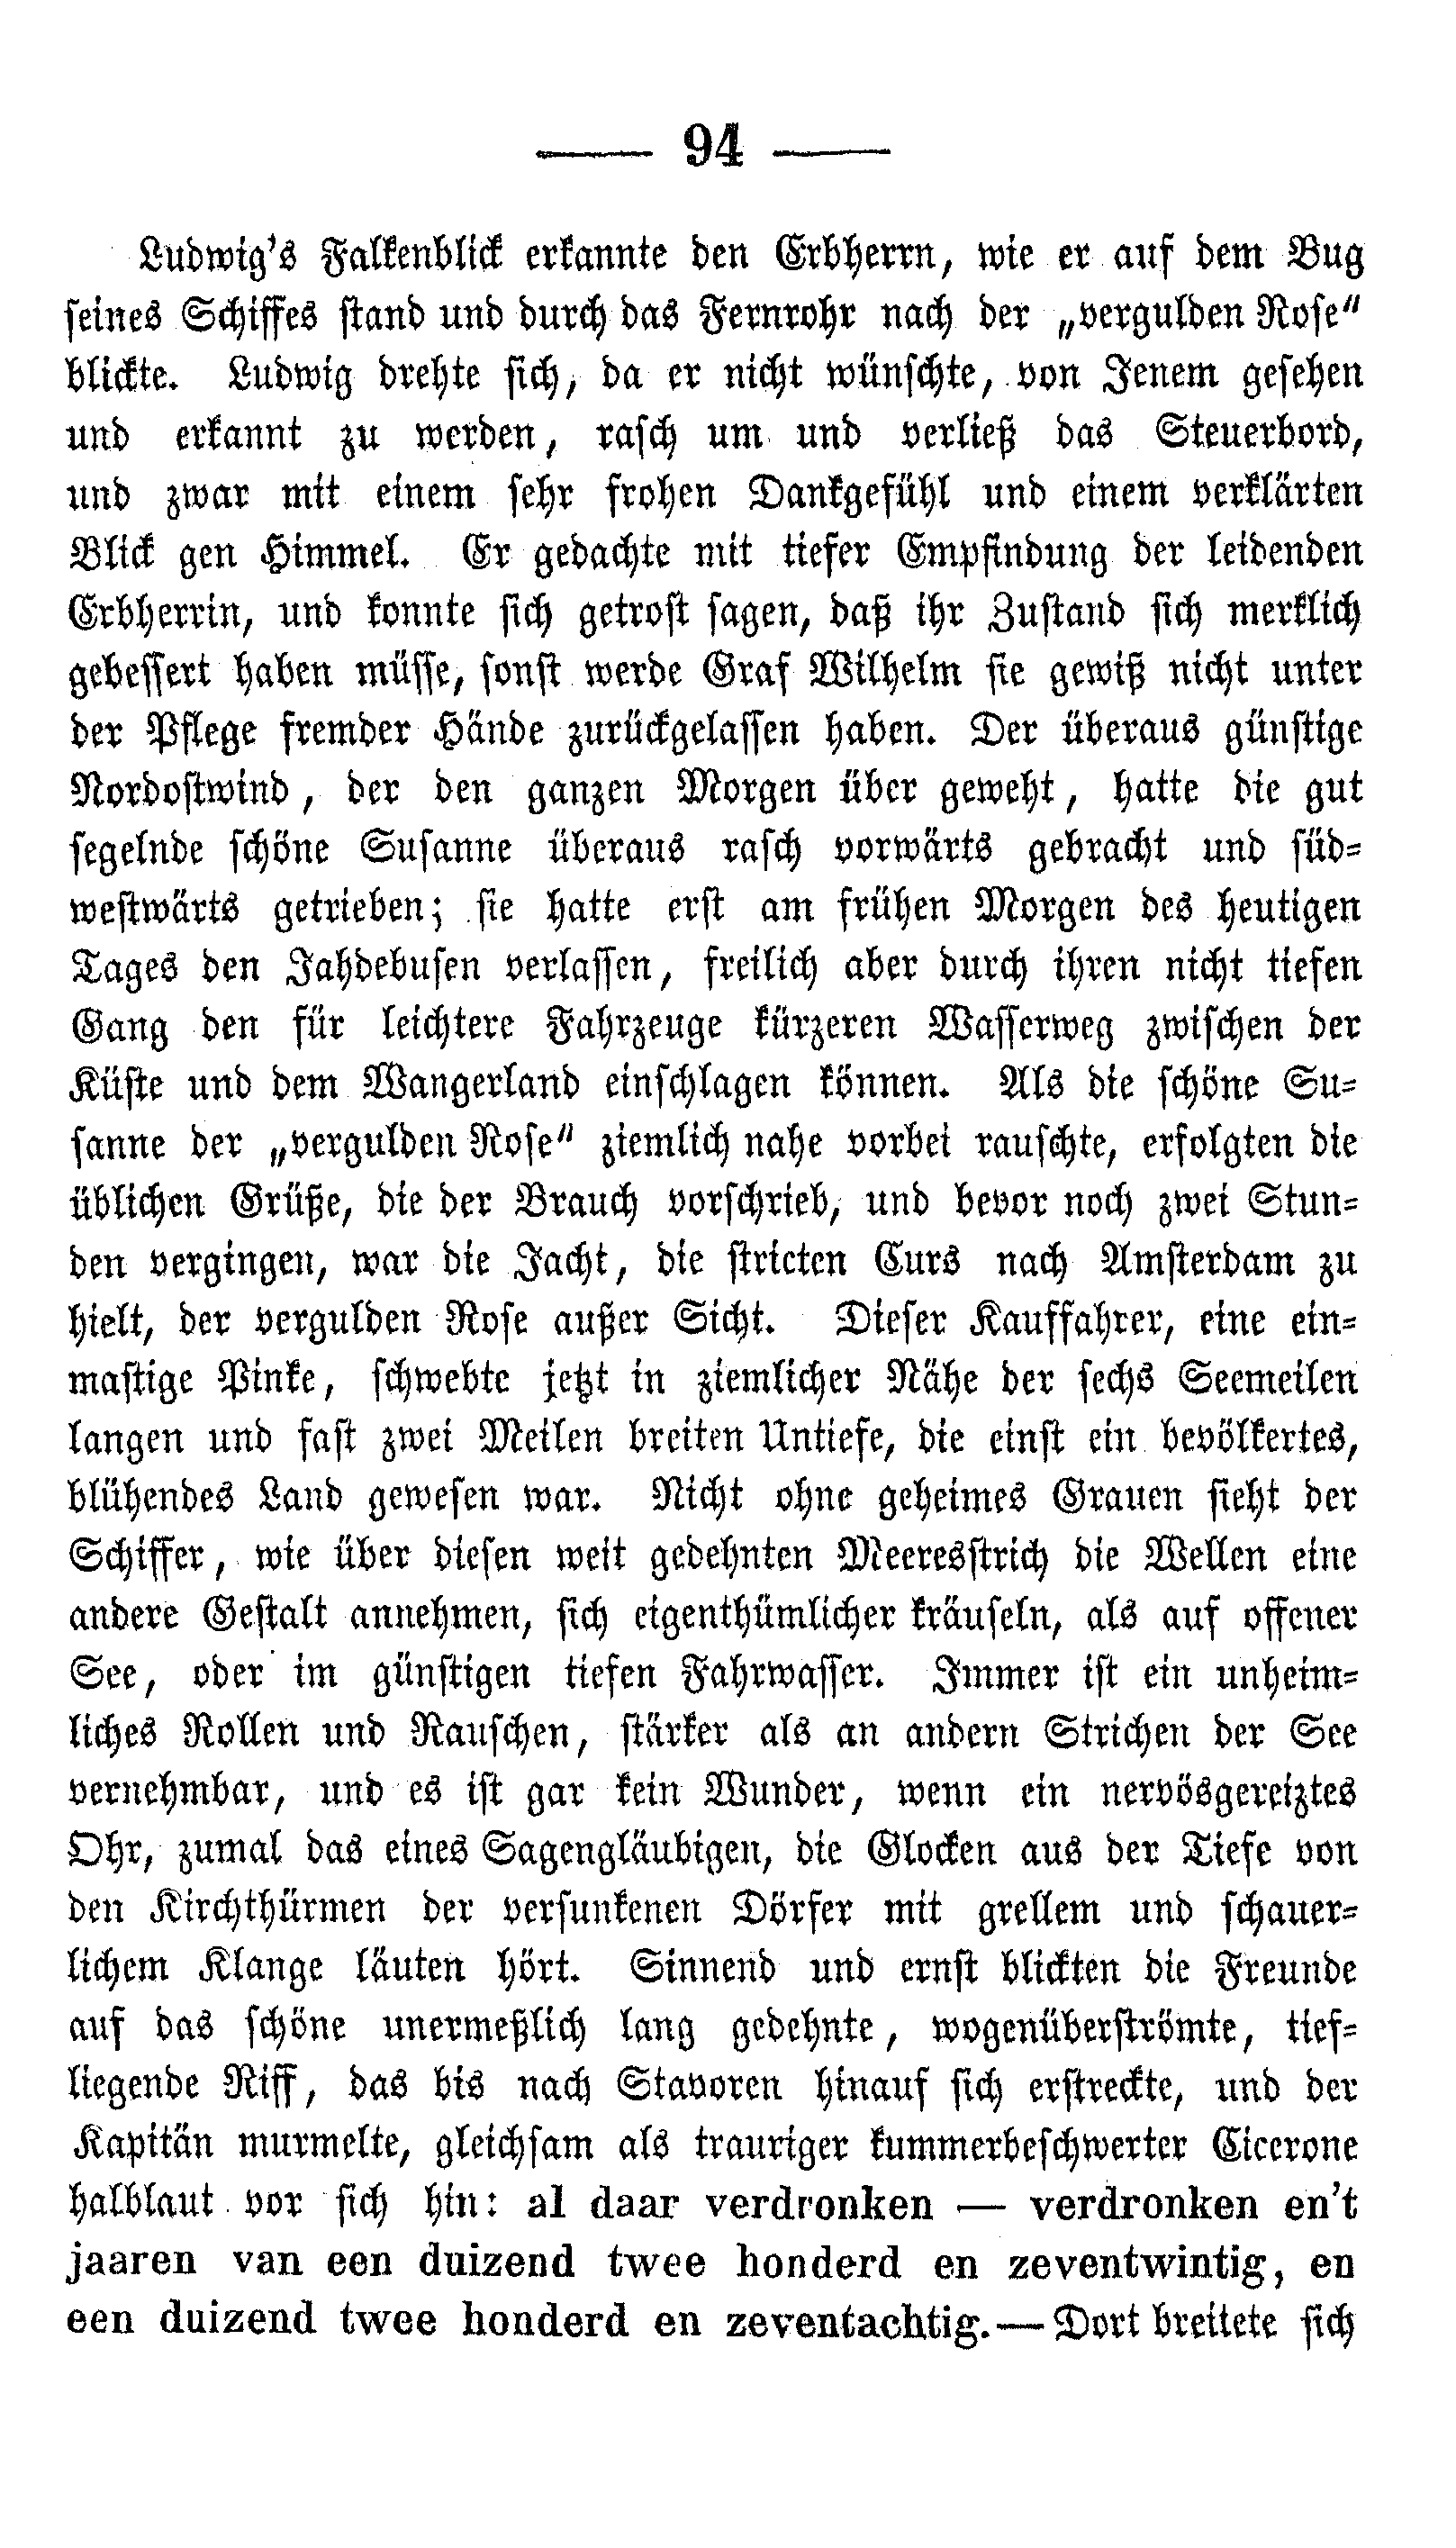 — 94 —
Ludwig's Falkenblick erkannte den Erbherrn, wie er auf dem Bug
seines Schiffes stand und durch das Fernrohr nach der „vergulden Rose“
blickte. Ludwig drehte sich, da er nicht wünschte, von Jenem gesehen
und erkannt zu werden, rasch um und verließ das Steuerbord,
und zwar mit einem sehr frohen Dankgefühl und einem verklärten
Blick gen Himmel. Er gedachte mit tiefer Empfindung der leidenden
Erbherrin, und konnte sich getrost sagen, daß ihr Zustand sich merklich
gebessert haben müsse, sonst werde Graf Wilhelm sie gewiß nicht unter
der Pflege fremder Hände zurückgelassen haben. Der überaus günstige
Nordostwind, der den ganzen Morgen über geweht, hatte die gut
segelnde schöne Susanne überaus rasch vorwärts gebracht und süd-
westwärts getrieben; sie hatte erst am frühen Morgen des heutigen
Tages den Jahdebusen verlassen, freilich aber durch ihren nicht tiefen
Gang den für leichtere Fahrzeuge kürzeren Wasserweg zwischen der
Küste und dem Wangerland einschlagen können. Als die schöne Su-
sanne der „vergulden Rose“ ziemlich nahe vorbei rauschte, erfolgten die
üblichen Grüße, die der Brauch vorschrieb, und bevor noch zwei Stun-
den vergingen, war die Jacht, die stricten Curs nach Amsterdam zu
hielt, der vergulden Rose außer Sicht. Dieser Kauffahrer, eine ein-
mastige Pinke, schwebte jetzt in ziemlicher Nähe der sechs Seemeilen
langen und fast zwei Meilen breiten Untiefe, die einst ein bevölkertes,
blühendes Land gewesen war. Nicht ohne geheimes Grauen sieht der
Schiffer, wie über diesen weit gedehnten Meeresstrich die Wellen eine
andere Gestalt annehmen, sich eigenthümlicher kräuseln, als auf offener
See, oder im günstigen tiefen Fahrwasser. Immer ist ein unheim-
liches Rollen und Rauschen, stärker als an andern Strichen der See
vernehmbar, und es ist gar kein Wunder, wenn ein nervösgereiztes
Ohr, zumal das eines Sagengläubigen, die Glocken aus der Tiefe von
den Kirchthürmen der versunkenen Dörfer mit grellem und schauer-
lichem Klange läuten hört. Sinnend und ernst blickten die Freunde
auf das schöne unermeßlich lang gedehnte, wogenüberströmte, tief-
liegende Riff, das bis nach Stavoren hinauf sich erstreckte, und der
Kapitän murmelte, gleichsam als trauriger kummerbeschwerter Cicerone
halblaut vor sich hin: al daar verdronken — verdronken en't
jaaren van een duizend twee honderd en zeventwintig, en
een duizend twee honderd en zeventachtig. — Dort breitete sich